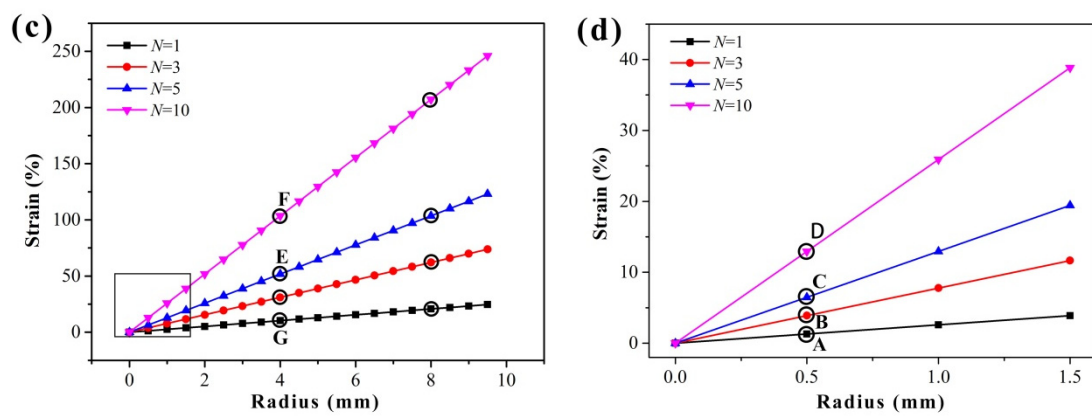 (c)
N=1
N=3
N=5
N=10
250
200
150
100
50
0
Strain (%)
F
E
G
0 2 4 6 8 10
Radius (mm)
(d)
N=1
N=3
N=5
N=10
40
30
20
10
0
Strain (%)
D
C
B
A
0.0 0.5 1.0 1.5
Radius (mm)